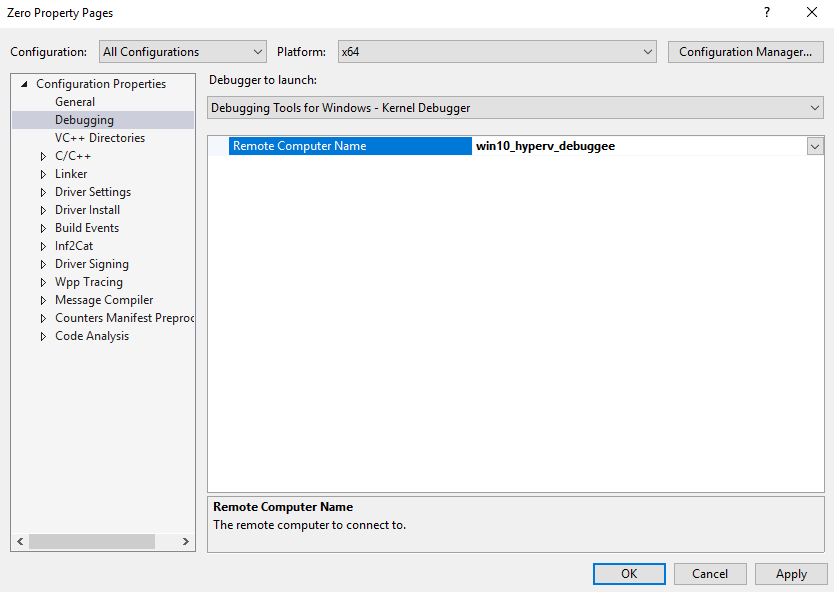 Zero Property Pages
Configuration: All Configurations Platform: x64 Configuration Manager...
Configuration Properties
General
Debugging
VC++ Directories
C/C++
Linker
Driver Settings
Driver Install
Build Events
Inf2Cat
Driver Signing
Wpp Tracing
Message Compiler
Counters Manifest Preproc
Code Analysis
Debugger to launch:
Debugging Tools for Windows - Kernel Debugger
Remote Computer Name win10_hyperv_debuggee
Remote Computer Name
The remote computer to connect to.
OK Cancel Apply